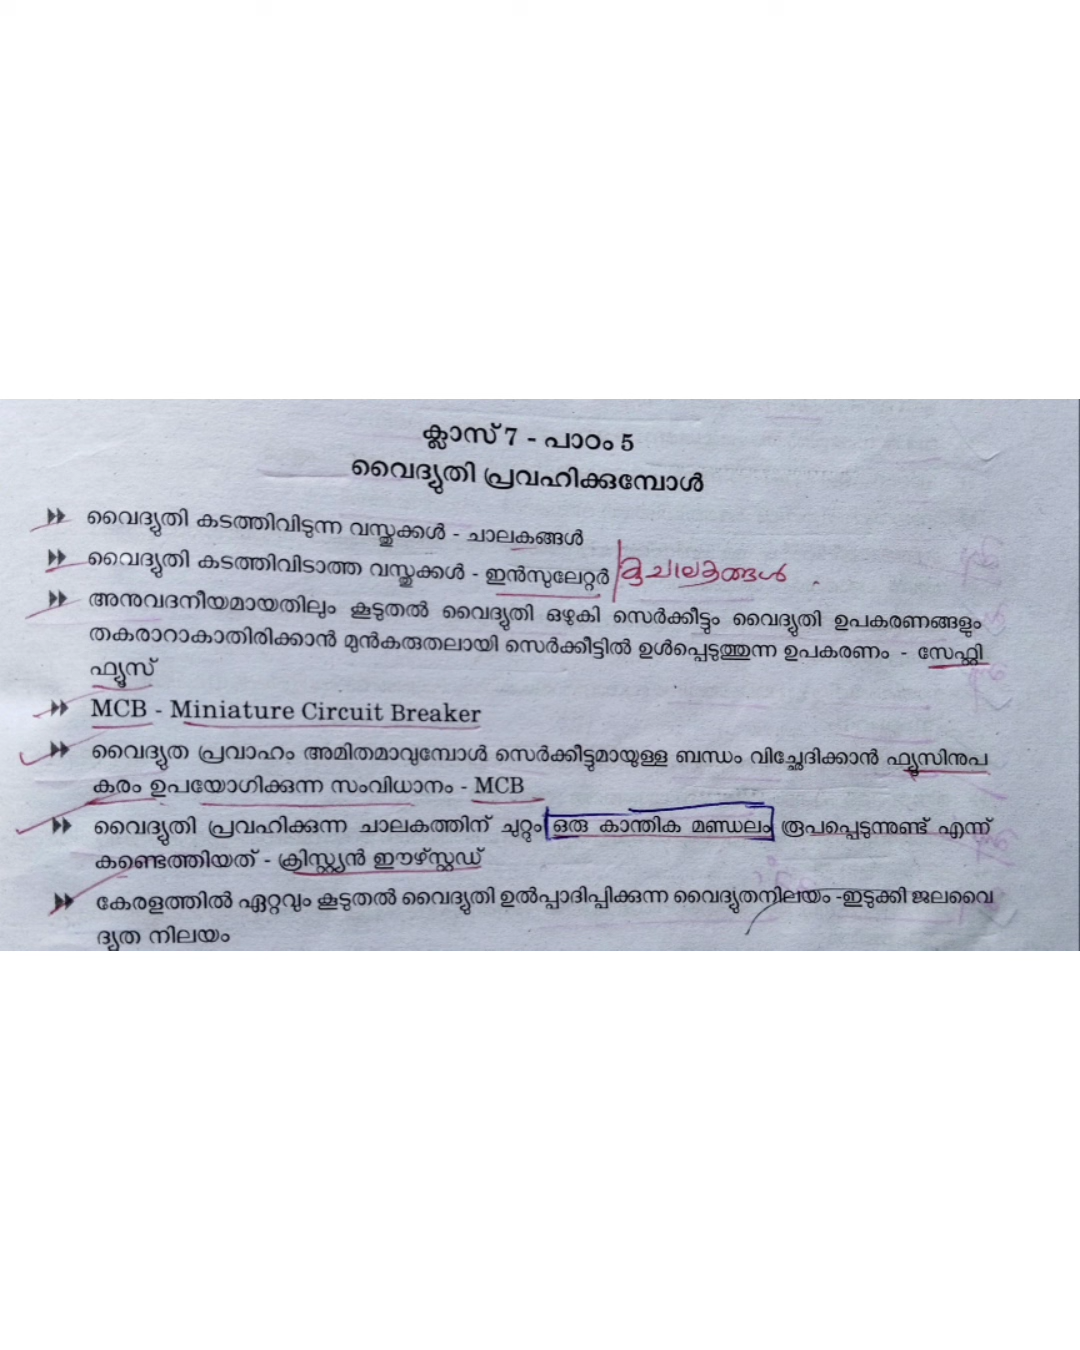 ക്ലാസ് 7 - പാഠം 5
വൈദ്യുതി പ്രവഹിക്കുമ്പോൾ
വൈദ്യുതി കടത്തിവിടുന്ന വസ്തുക്കൾ - ചാലകങ്ങൾ
വൈദ്യുതി കടത്തിവിടാത്ത വസ്തുക്കൾ - ഇൻസുലേറ്റർ / കുചാലകങ്ങൾ
അനുവദനീയമായതിലും കൂടുതൽ വൈദ്യുതി ഒഴുകി സെർക്കീട്ടും വൈദ്യുതി ഉപകരണങ്ങളും
തകരാറാകാതിരിക്കാൻ മുൻകരുതലായി സെർക്കീട്ടിൽ ഉൾപ്പെടുത്തുന്ന ഉപകരണം - സേഫ്റ്റി
ഫ്യൂസ്
MCB - Miniature Circuit Breaker
വൈദ്യുത പ്രവാഹം അമിതമാവുമ്പോൾ സെർക്കീട്ടുമായുള്ള ബന്ധം വിച്ഛേദിക്കാൻ ഫ്യൂസിനുപ
കരം ഉപയോഗിക്കുന്ന സംവിധാനം - MCB
വൈദ്യുതി പ്രവഹിക്കുന്ന ചാലകത്തിന് ചുറ്റും ഒരു കാന്തിക മണ്ഡലം രൂപപ്പെടുന്നുണ്ട് എന്ന്
കണ്ടെത്തിയത് - ക്രിസ്റ്റ്യൻ ഈഴ്സ്റ്റഡ്
കേരളത്തിൽ ഏറ്റവും കൂടുതൽ വൈദ്യുതി ഉൽപ്പാദിപ്പിക്കുന്ന വൈദ്യുതനിലയം -ഇടുക്കി ജലവൈ
ദ്യുത നിലയം